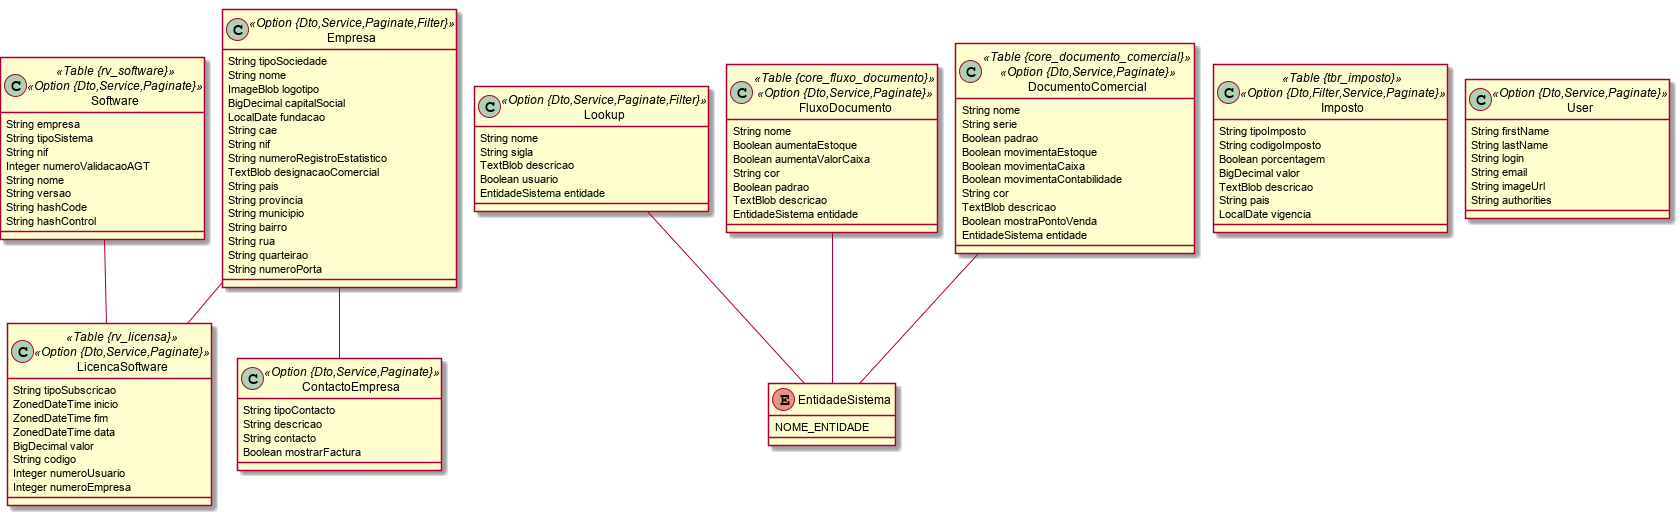 «Table {rv_software}»
«Option {Dto,Service,Paginate}»
C
Software
String empresa
String tipoSistema
String nif
Integer numeroValidacaoAGT
String nome
String versao
String hashCode
String hashControl
«Option {Dto,Service,Paginate,Filter}»
C
Empresa
String tipoSociedade
String nome
ImageBlob logotipo
BigDecimal capitalSocial
LocalDate fundacao
String cae
String nif
String numeroRegistroEstatistico
TextBlob designacaoComercial
String pais
String provincia
String municipio
String bairro
String rua
String quarteirao
String numeroPorta
«Option {Dto,Service,Paginate,Filter}»
C
Lookup
String nome
String sigla
TextBlob descricao
Boolean usuario
EntidadeSistema entidade
«Table {core_fluxo_documento}»
«Option {Dto,Service,Paginate}»
C
FluxoDocumento
String nome
Boolean aumentaEstoque
Boolean aumentaValorCaixa
String cor
Boolean padrao
TextBlob descricao
EntidadeSistema entidade
«Table {core_documento_comercial}»
«Option {Dto,Service,Paginate}»
C
DocumentoComercial
String nome
String serie
Boolean padrao
Boolean movimentaEstoque
Boolean movimentaCaixa
Boolean movimentaContabilidade
String cor
TextBlob descricao
Boolean mostraPontoVenda
EntidadeSistema entidade
«Table {tbr_imposto}»
«Option {Dto,Filter,Service,Paginate}»
C
Imposto
String tipoImposto
String codigoImposto
Boolean porcentagem
BigDecimal valor
TextBlob descricao
String pais
LocalDate vigencia
«Option {Dto,Service,Paginate}»
C
User
String firstName
String lastName
String login
String email
String imageUrl
String authorities
«Table {rv_licensa}»
«Option {Dto,Service,Paginate}»
C
LicencaSoftware
String tipoSubscricao
ZonedDateTime inicio
ZonedDateTime fim
ZonedDateTime data
BigDecimal valor
String codigo
Integer numeroUsuario
Integer numeroEmpresa
«Option {Dto,Service,Paginate}»
C
ContactoEmpresa
String tipoContacto
String descricao
String contacto
Boolean mostrarFactura
E EntidadeSistema
NOME_ENTIDADE